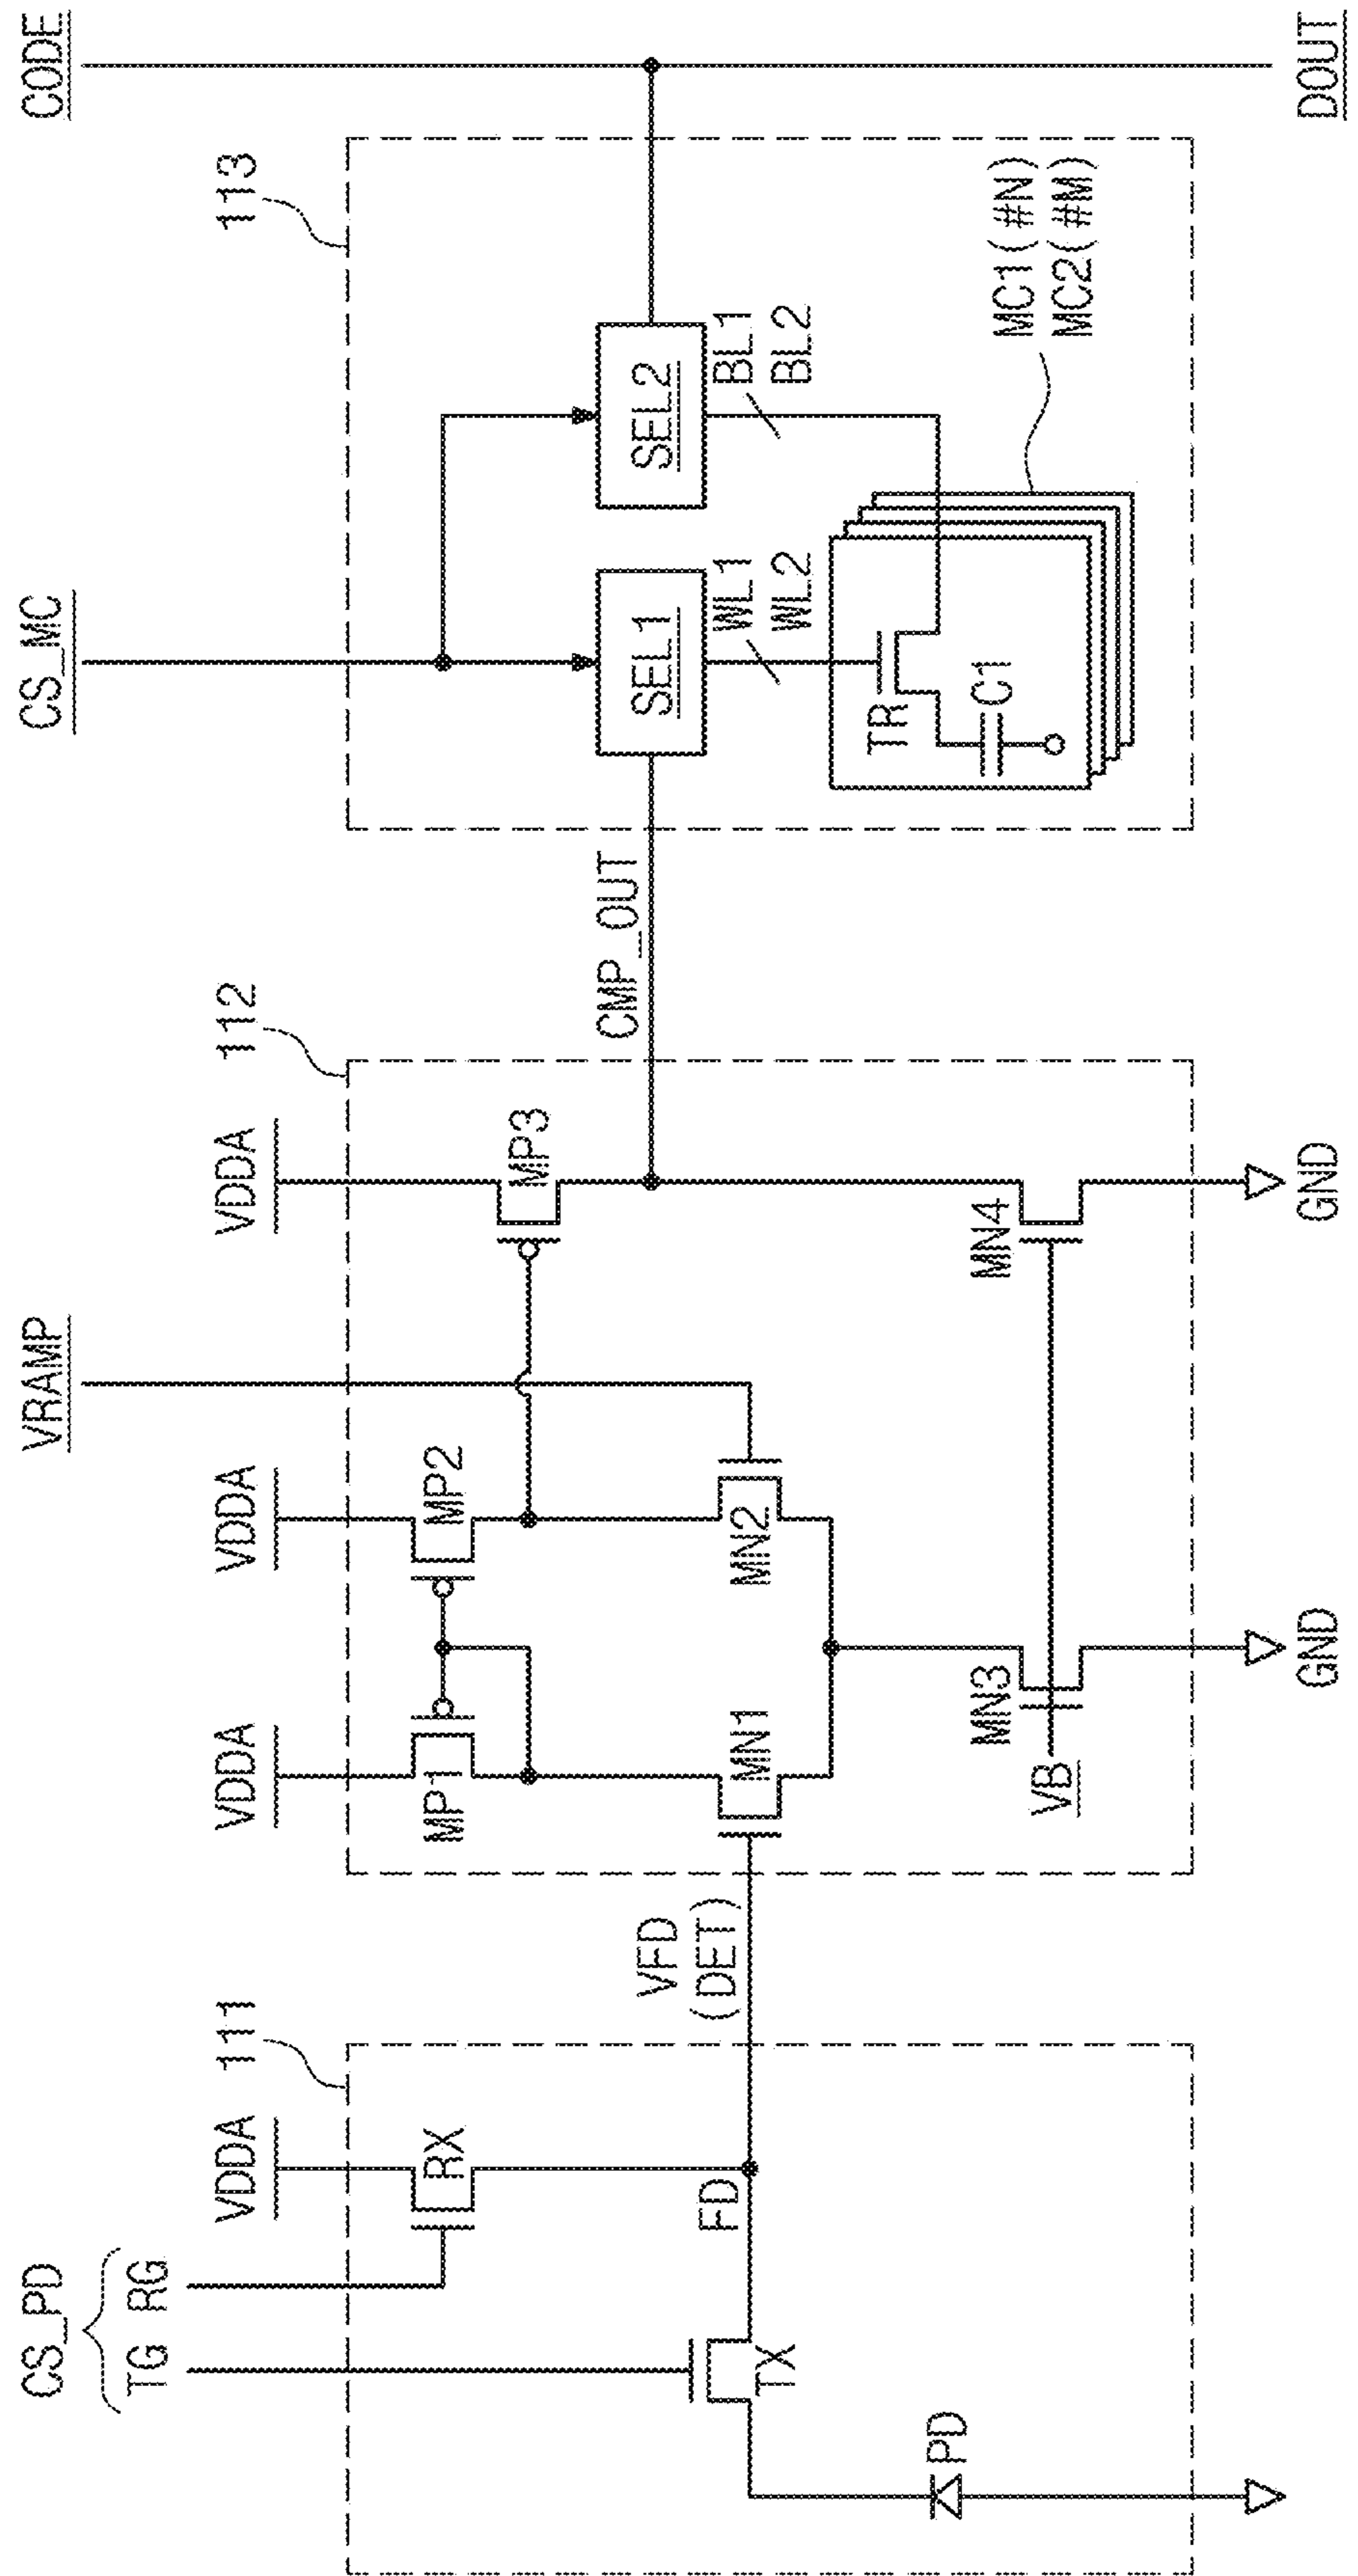 CS_PD
TG RG
VDDA
111
RX
FD
TX
PD
VFD
(DET)
VRAMP
VDDA
VDDA
VDDA
112
MP1
MP2
MP3
MN1
MN2
MN3
MN4
VB
GND
GND
CMP_OUT
CS_MC
CODE
113
SEL1
SEL2
WL1
WL2
BL1
BL2
TR
C1
MC1(#N)
MC2(#M)
DOUT